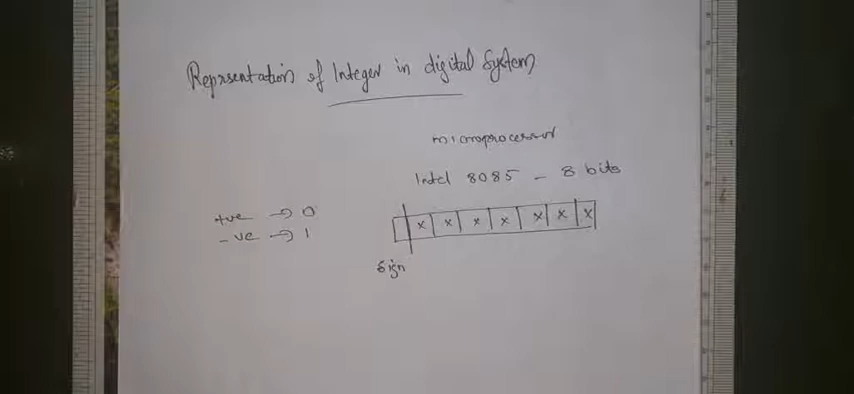 Representation of Integer in digital System
microprocessor
Intel 8085 - 8 bits
+ve → 0
-ve → 1
x x x x x x x
Sign